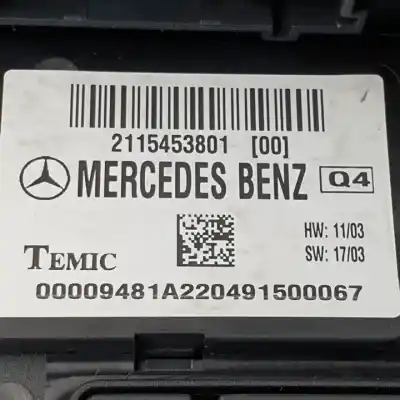 2115453801 [00]
MERCEDES BENZ Q4
HW: 11/03
SW: 17/03
TEMIC
00009481A220491500067